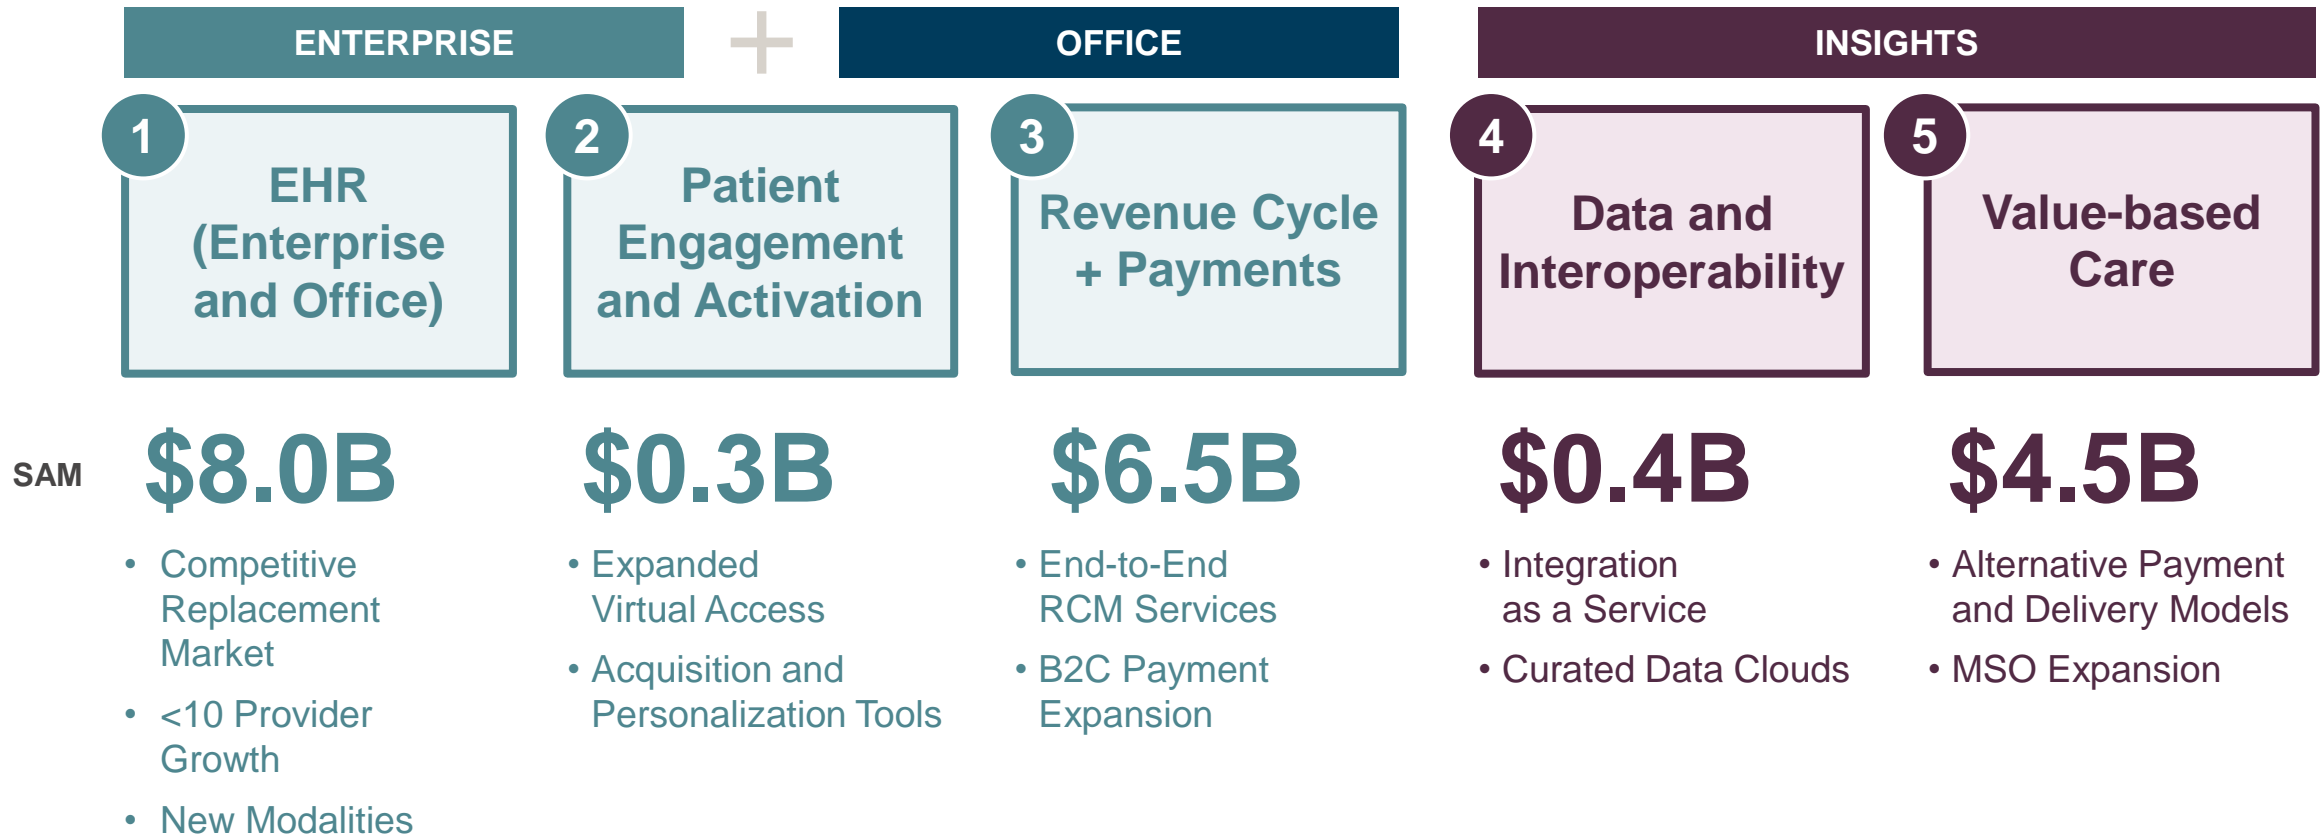 ENTERPRISE
+
OFFICE
INSIGHTS
1
EHR
(Enterprise
and Office)
2
Patient
Engagement
and Activation
3
Revenue Cycle
+ Payments
4
Data and
Interoperability
5
Value-based
Care
SAM
$8.0B
$0.3B
$6.5B
$0.4B
$4.5B
• Competitive
Replacement
Market
• <10 Provider
Growth
• New Modalities
• Expanded
Virtual Access
• Acquisition and
Personalization Tools
• End-to-End
RCM Services
• B2C Payment
Expansion
• Integration
as a Service
• Curated Data Clouds
• Alternative Payment
and Delivery Models
• MSO Expansion